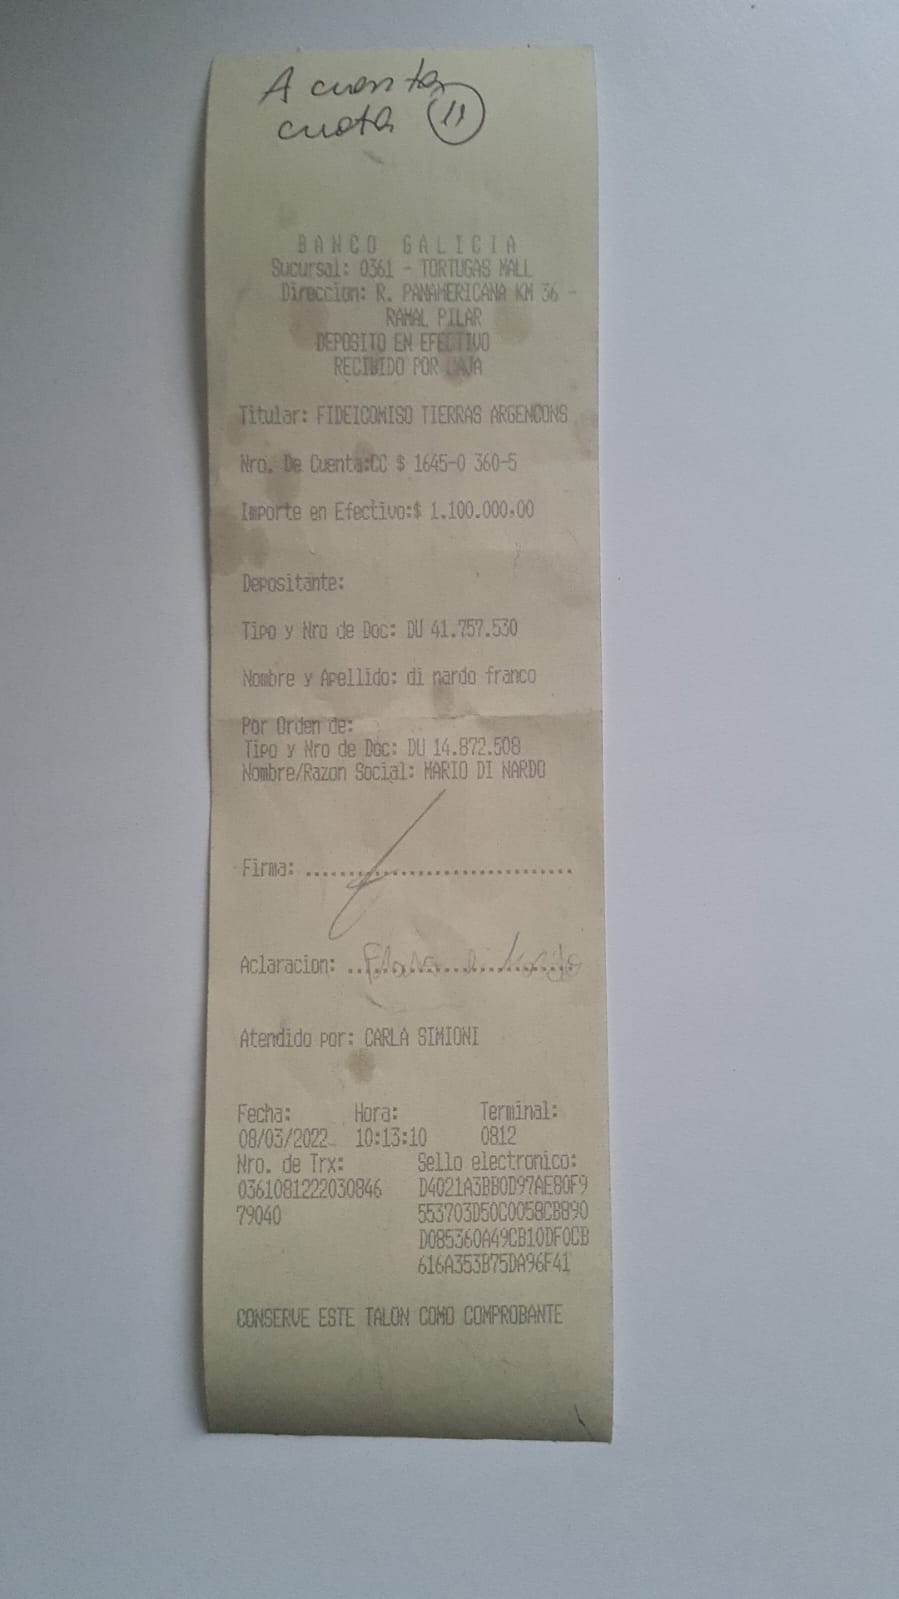 A cuenta
cuota 11
BANCO GALICIA
Sucursal: 0361 - TORTUGAS MALL
Direccion: R. PANAMERICANA KM 36 -
RAMAL PILAR
DEPOSITO EN EFECTIVO
RECIBIDO POR CAJA
Titular: FIDEICOMISO TIERRAS ARGENCONS
Nro. De Cuenta:CC $ 1645-0 360-5
Importe en Efectivo:$ 1.100.000,00
Depositante:
Tipo y Nro de Doc: DU 41.757.530
Nombre y Apellido: di nardo franco
Por Orden de:
Tipo y Nro de Doc: DU 14.872.508
Nombre/Razon Social: MARIO DI NARDO
Firma:
Aclaracion:
Atendido por: CARLA SIMIONI
Fecha: Hora: Terminal:
08/03/2022 10:13:10 0812
Nro. de Trx: Sello electronico:
0361081222030846 D4021A3BB0D97AE80F9
79040 553703D50C0058CB890
D085360A49CB10DF0CB
616A353B75DA96F41
CONSERVE ESTE TALON COMO COMPROBANTE